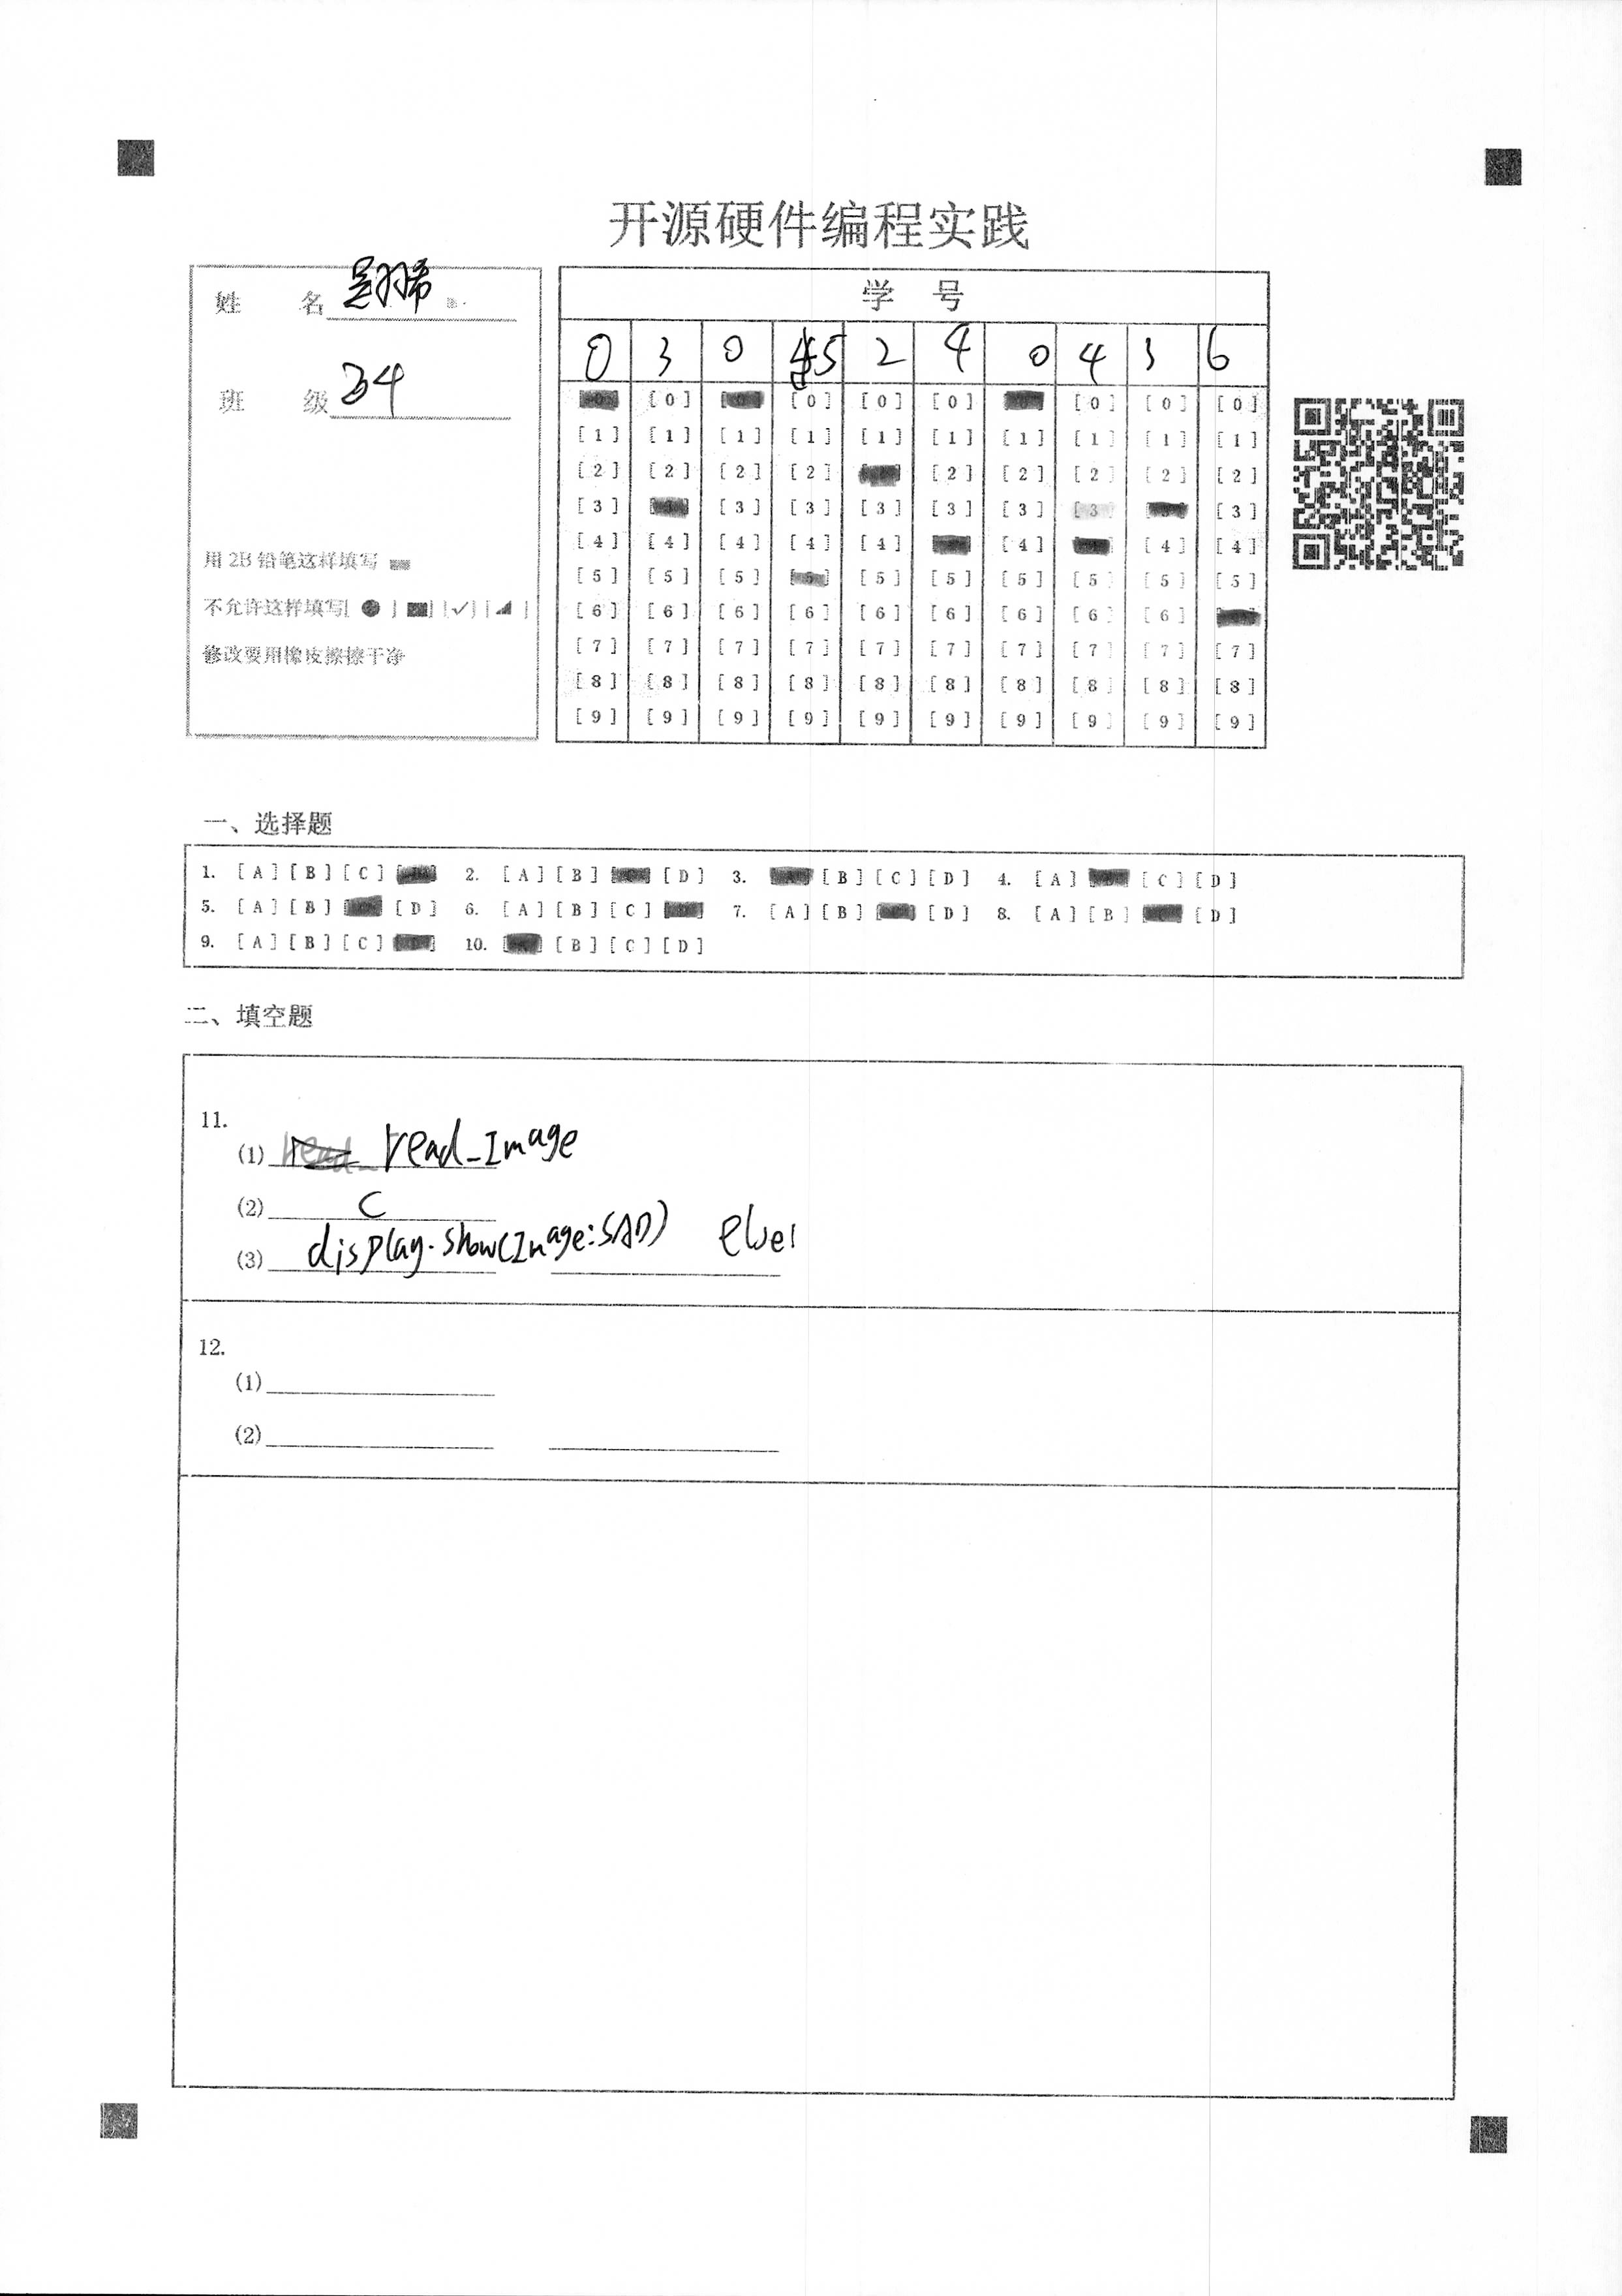 开源硬件编程实践
姓 名
班 级 34
用 2B 铅笔这样填写
不允许这样填写[ ● ] [■] [✓] [◢ ]
修改要用橡皮擦擦干净
学 号
0 3 0 5 2 4 0 4 3 6
[0] [0] [0] [0] [0] [0] [0]
[1] [1] [1] [1] [1] [1] [1] [1] [1] [1]
[2] [2] [2] [2] [2] [2] [2] [2] [2]
[3] [3] [3] [3] [3] [3] [3] [3]
[4] [4] [4] [4] [4] [4] [4] [4]
[5] [5] [5] [5] [5] [5] [5] [5] [5]
[6] [6] [6] [6] [6] [6] [6] [6] [6]
[7] [7] [7] [7] [7] [7] [7] [7] [7] [7]
[8] [8] [8] [8] [8] [8] [8] [8] [8] [8]
[9] [9] [9] [9] [9] [9] [9] [9] [9] [9]
一、选择题
1. [A] [B] [C] 2. [A] [B] [D] 3. [B] [C] [D] 4. [A] [C] [D]
5. [A] [B] [D] 6. [A] [B] [C] 7. [A] [B] [D] 8. [A] [B] [D]
9. [A] [B] [C] 10. [B] [C] [D]
二、填空题
11.
(1) read_Image
(2) C
(3) display.show(Image:SAD)
12.
(1)
(2)